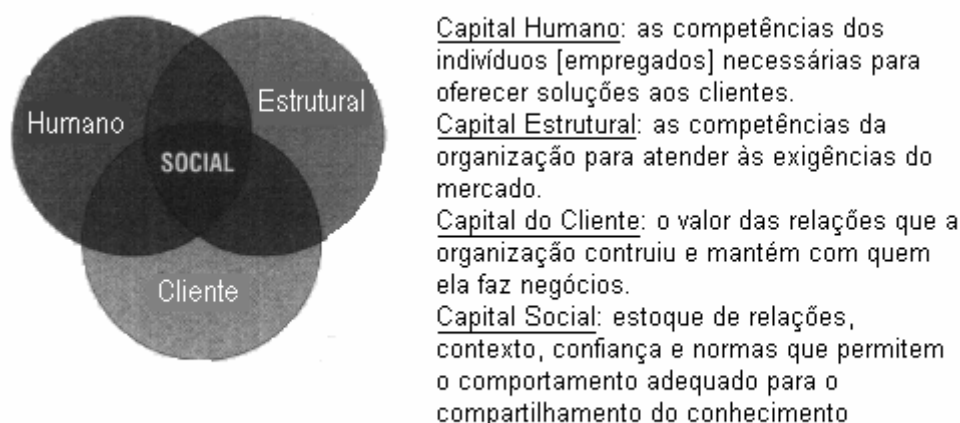 Humano
Estrutural
SOCIAL
Cliente
Capital Humano: as competências dos
indivíduos [empregados] necessárias para
oferecer soluções aos clientes.
Capital Estrutural: as competências da
organização para atender às exigências do
mercado.
Capital do Cliente: o valor das relações que a
organização contruiu e mantém com quem
ela faz negócios.
Capital Social: estoque de relações,
contexto, confiança e normas que permitem
o comportamento adequado para o
compartilhamento do conhecimento